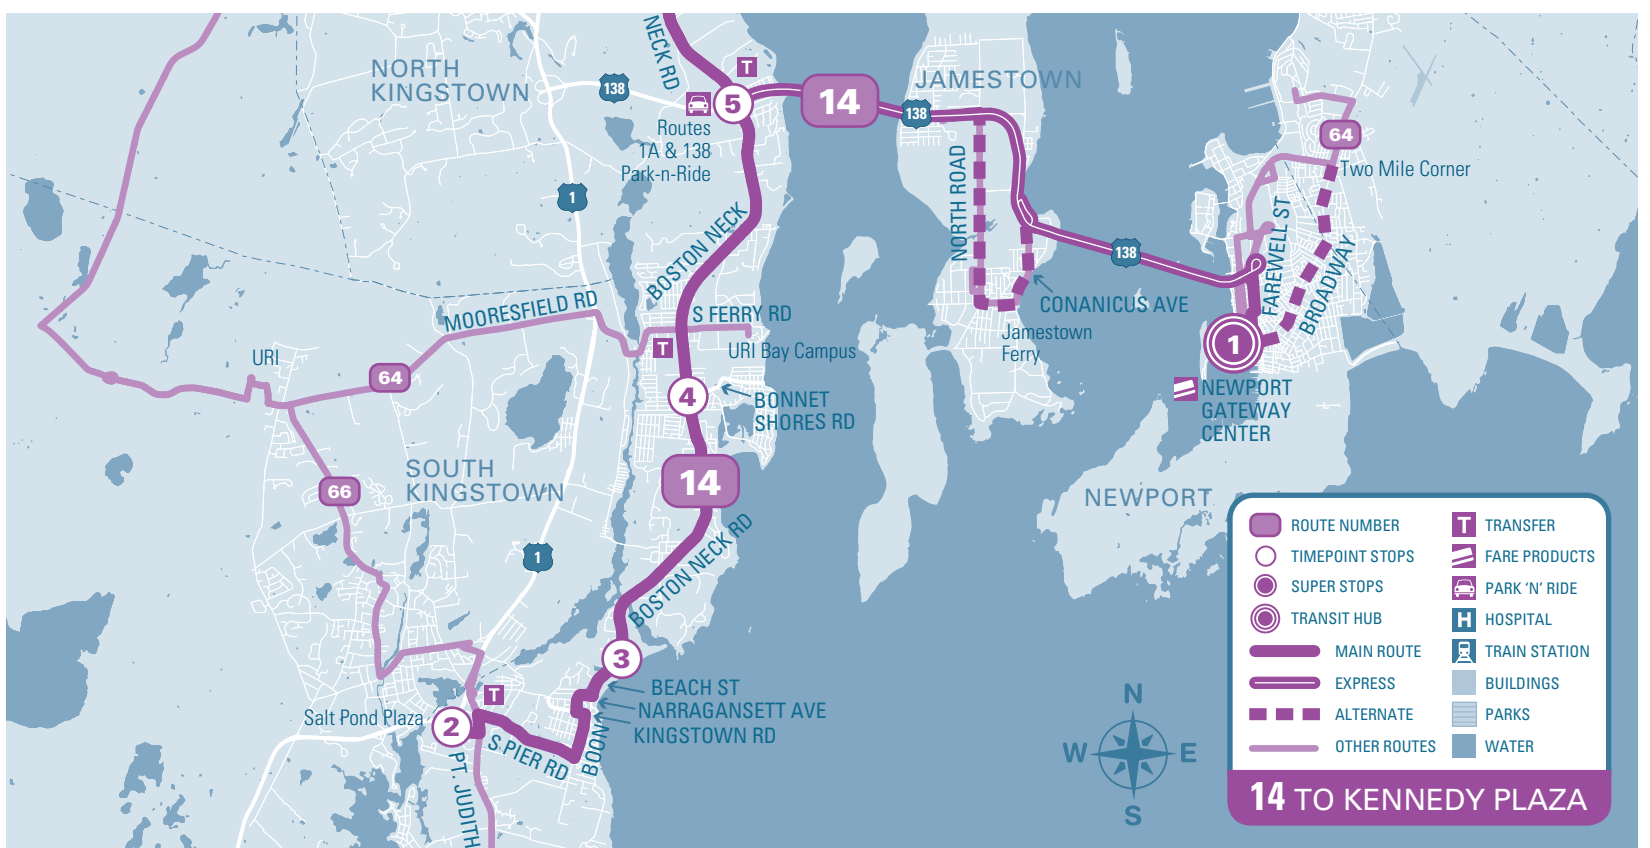 NORTH
KINGSTOWN
138
NECK RD
T
5
Routes
1A & 138
Park-n-Ride
14
138
JAMESTOWN
NORTH ROAD
138
CONANICUS AVE
Jamestown
Ferry
64
Two Mile Corner
FAREWELL ST
BROADWAY
1
NEWPORT
GATEWAY
CENTER
NEWPORT
1
BOSTON NECK
MOORESFIELD RD
S FERRY RD
T
URI Bay Campus
URI
64
4
BONNET
SHORES RD
SOUTH
KINGSTOWN
66
14
1
BOSTON NECK RD
3
BEACH ST
NARRAGANSETT AVE
KINGSTOWN RD
T
Salt Pond Plaza
2
S PIER RD
BOON
PT. JUDITH
N
W
E
S
ROUTE NUMBER
TIMEPOINT STOPS
SUPER STOPS
TRANSIT HUB
MAIN ROUTE
EXPRESS
ALTERNATE
OTHER ROUTES
T TRANSFER
FARE PRODUCTS
PARK 'N' RIDE
H HOSPITAL
TRAIN STATION
BUILDINGS
PARKS
WATER
14 TO KENNEDY PLAZA